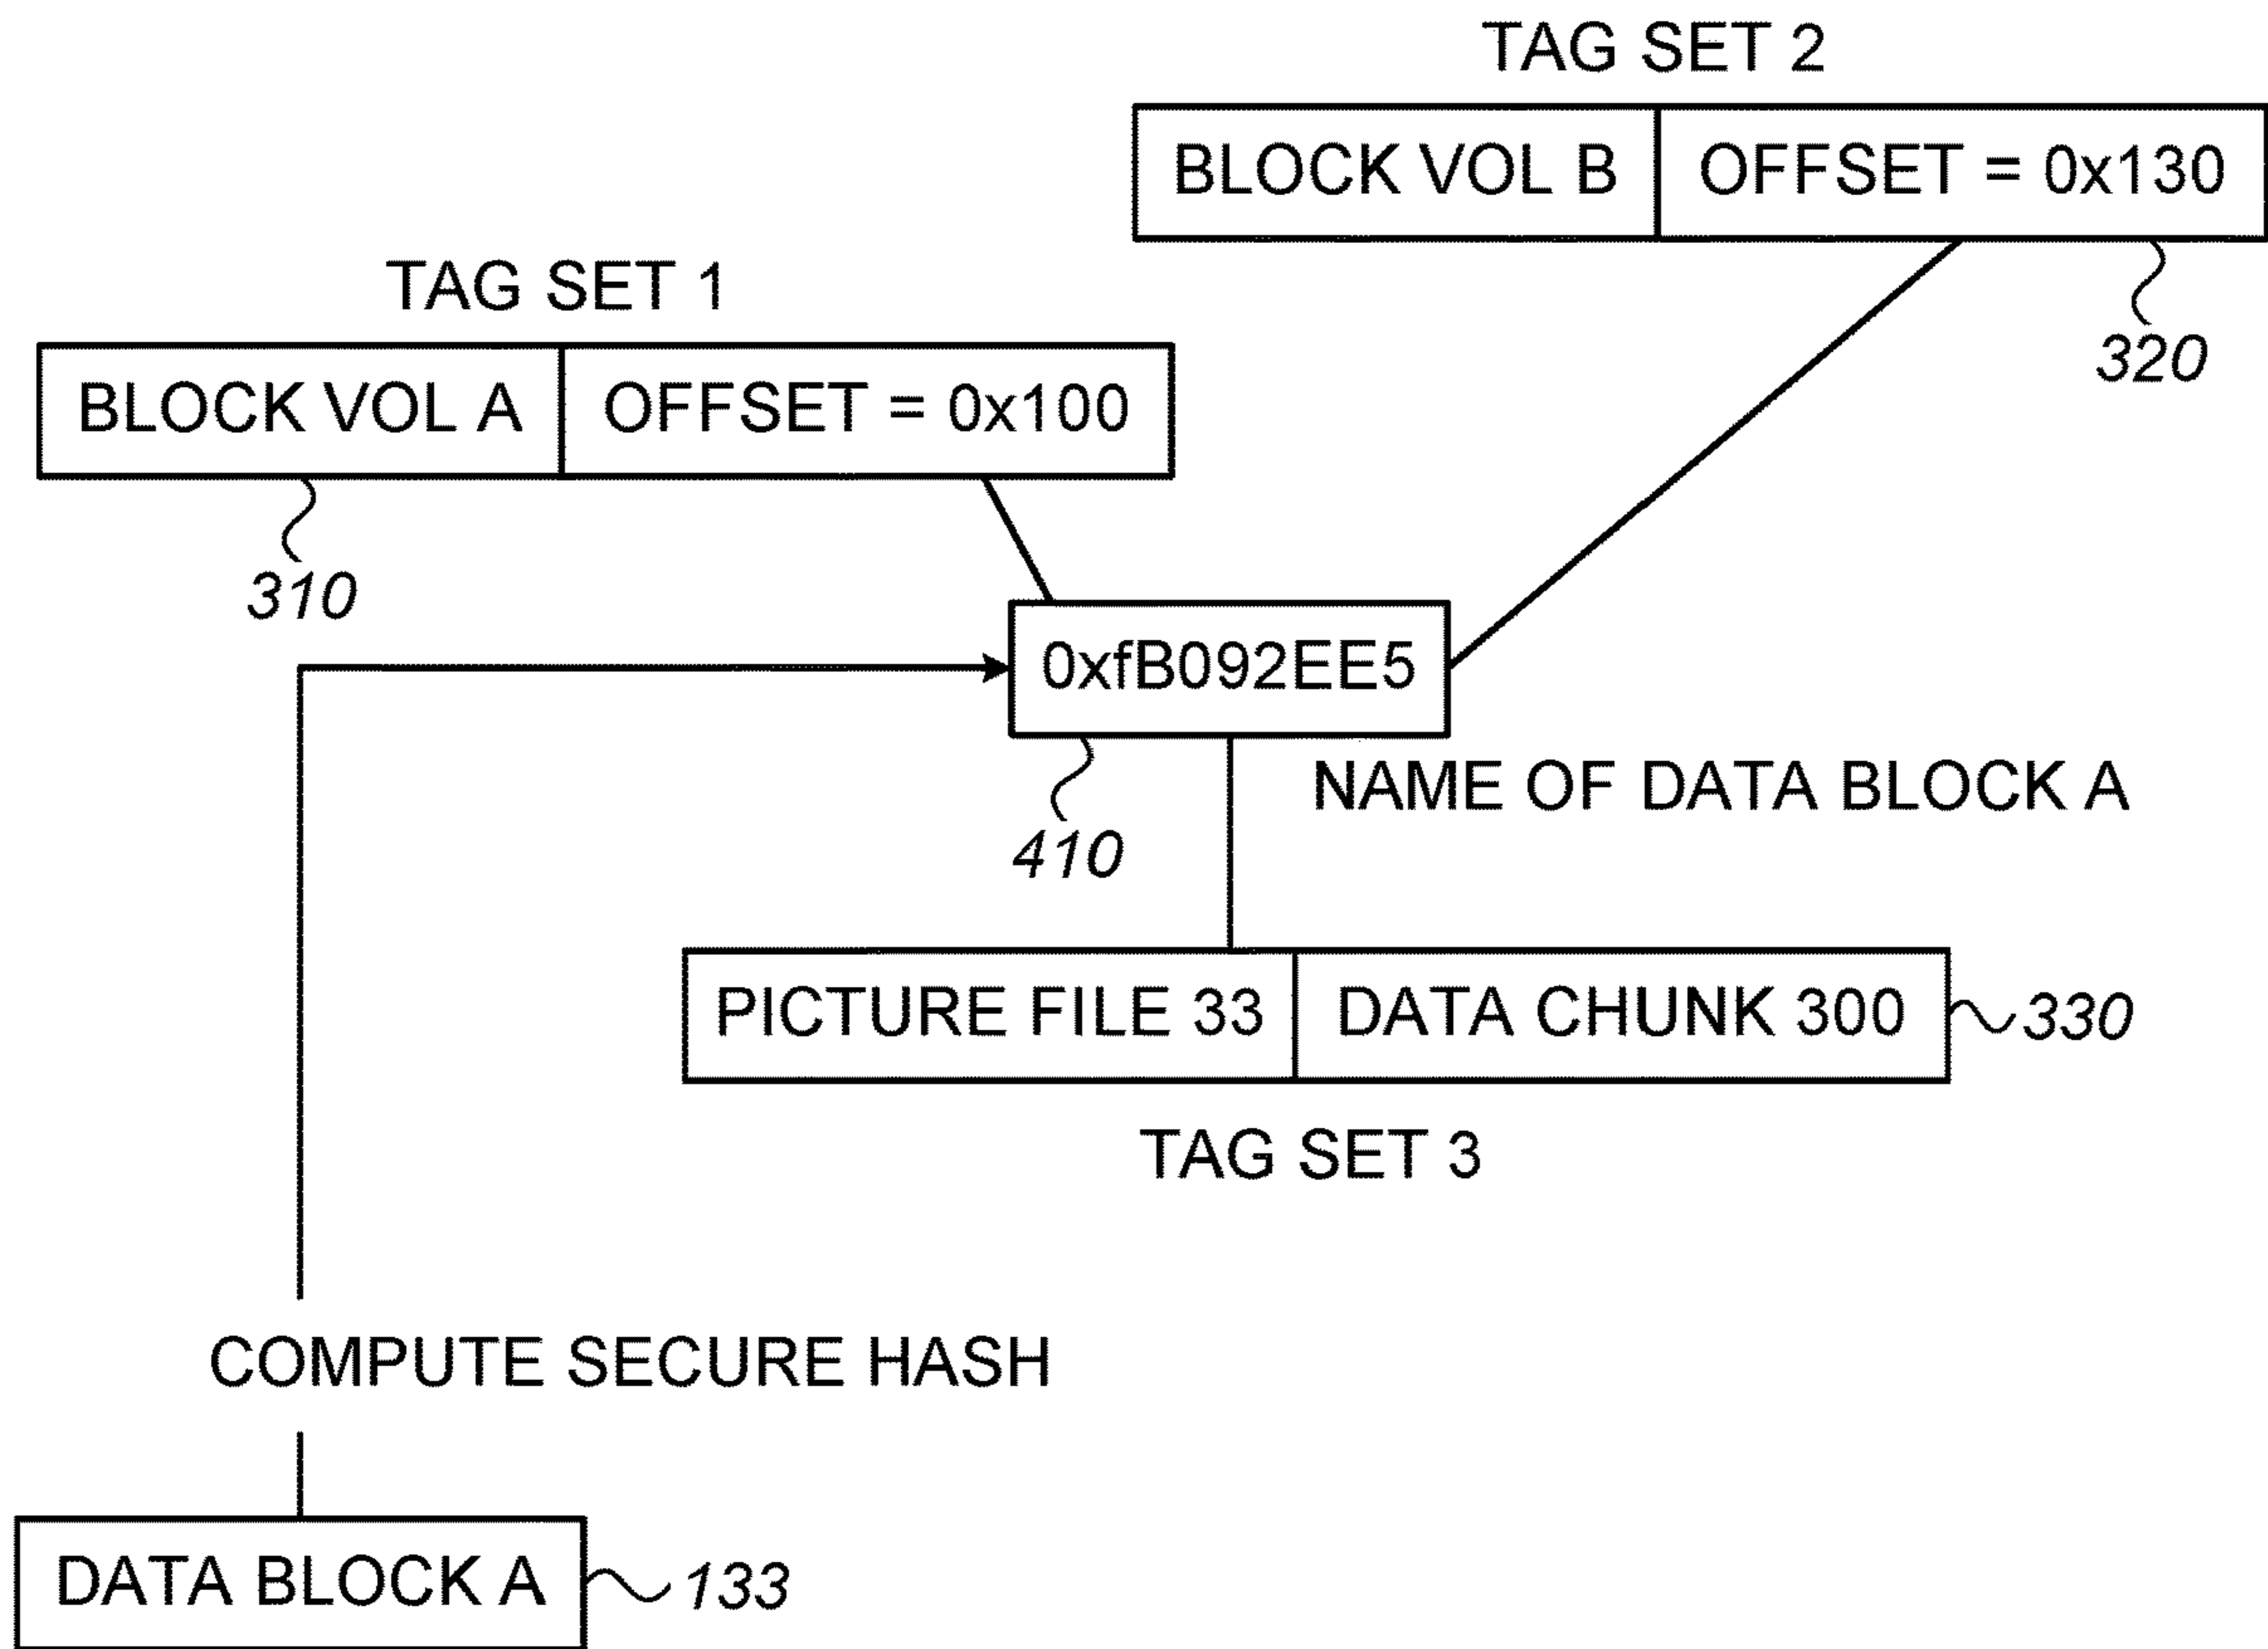 TAG SET 2
BLOCK VOL B OFFSET = 0x130
320
TAG SET 1
BLOCK VOL A OFFSET = 0x100
310
0xfB092EE5
410
NAME OF DATA BLOCK A
PICTURE FILE 33 DATA CHUNK 300
330
TAG SET 3
COMPUTE SECURE HASH
DATA BLOCK A
133